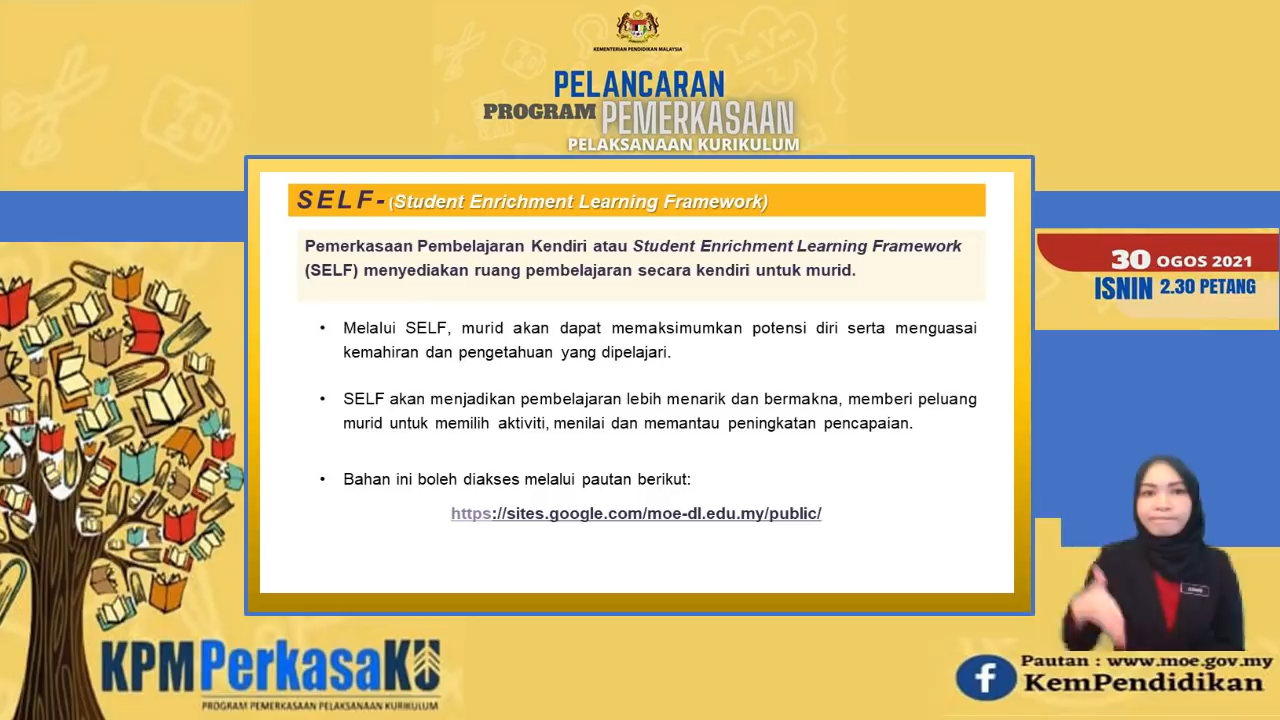 KEMENTERIAN PENDIDIKAN MALAYSIA
PELANCARAN
PROGRAM PEMERKASAAN
PELAKSANAAN KURIKULUM
SELF- (Student Enrichment Learning Framework)
Pemerkasaan Pembelajaran Kendiri atau Student Enrichment Learning Framework
(SELF) menyediakan ruang pembelajaran secara kendiri untuk murid.
• Melalui SELF, murid akan dapat memaksimumkan potensi diri serta menguasai
kemahiran dan pengetahuan yang dipelajari.
• SELF akan menjadikan pembelajaran lebih menarik dan bermakna, memberi peluang
murid untuk memilih aktiviti, menilai dan memantau peningkatan pencapaian.
• Bahan ini boleh diakses melalui pautan berikut:
https://sites.google.com/moe-dl.edu.my/public/
30 OGOS 2021
ISNIN 2.30 PETANG
KPMPerkasaKU
PROGRAM PEMERKASAAN PELAKSANAAN KURIKULUM
f Pautan : www.moe.gov.my
KemPendidikan